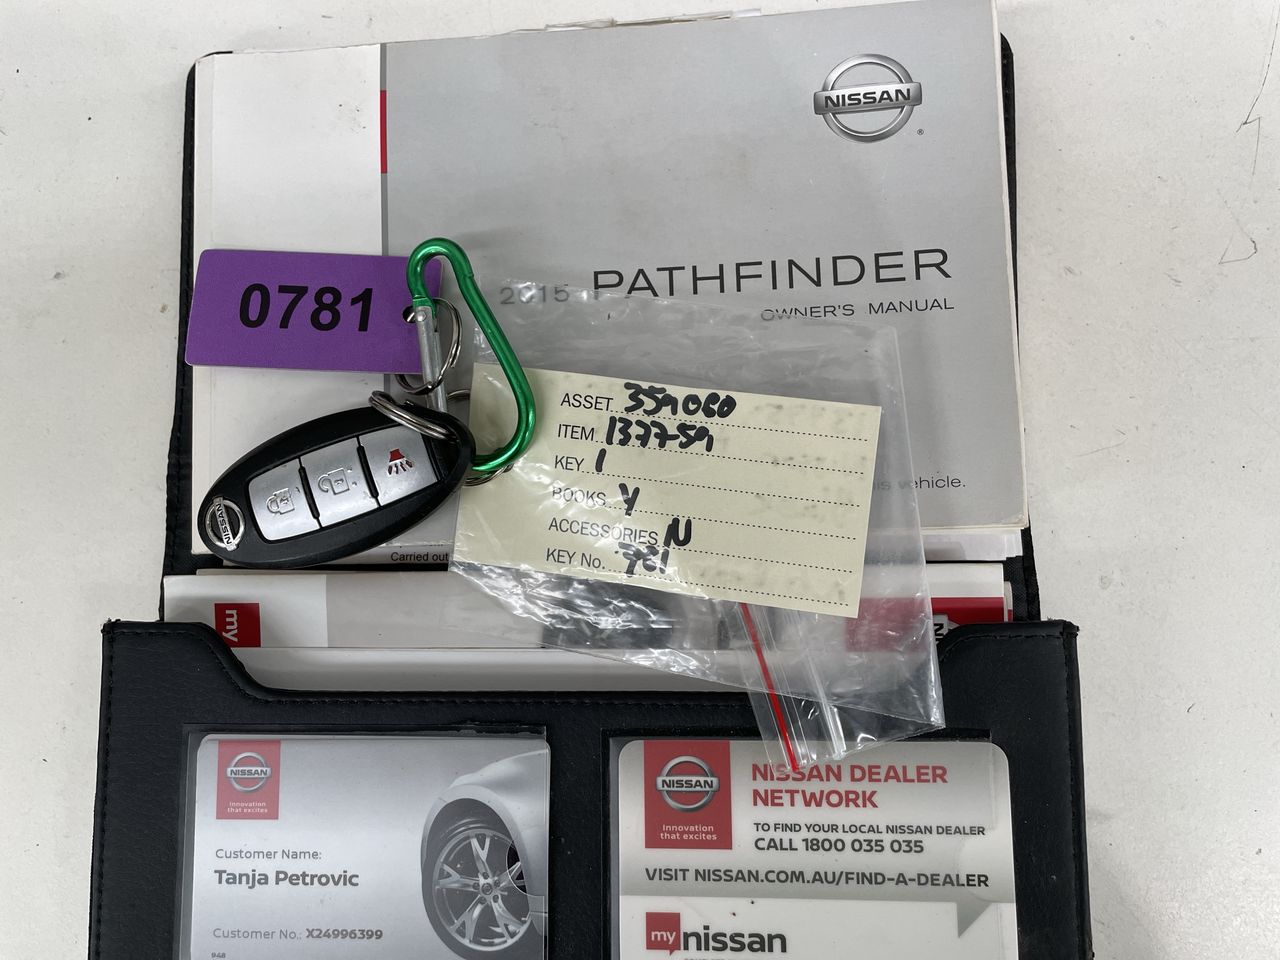 NISSAN
®
2015 PATHFINDER
OWNER'S MANUAL
0781
NISSAN
ASSET 359060
ITEM 1377-59
KEY 1
BOOKS Y
ACCESSORIES N
KEY No. 781
vehicle.
Carried out
my
NISSAN
Innovation
that excites
Customer Name:
Tanja Petrovic
Customer No.: X24996399
948
NISSAN
Innovation
that excites
NISSAN DEALER
NETWORK
TO FIND YOUR LOCAL NISSAN DEALER
CALL 1800 035 035
VISIT NISSAN.COM.AU/FIND-A-DEALER
my nissan